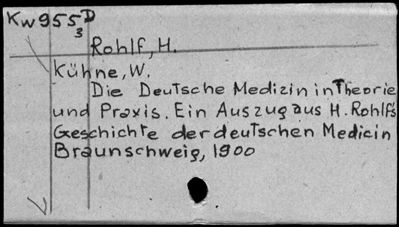 Kw955D
3
Rohlf, H.
Kühne, W.
Die Deutsche Medizin in Theorie
und Praxis. Ein Auszug aus H. Rohlfs
Geschichte der deutschen Medicin
Braunschweig, 1900